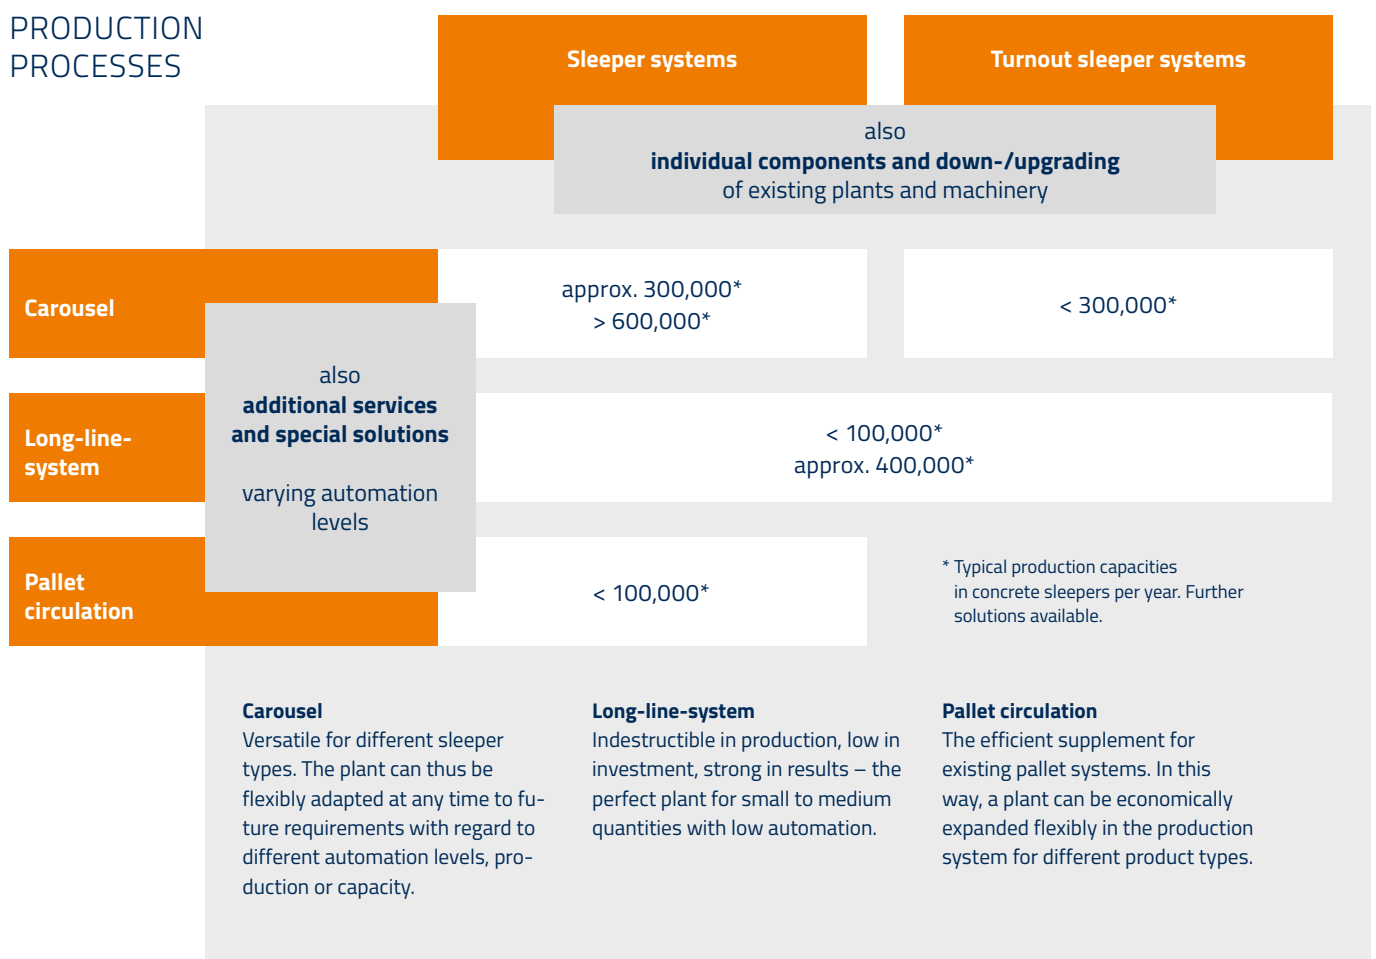 PRODUCTION
PROCESSES
Sleeper systems
Turnout sleeper systems
also
individual components and down-/upgrading
of existing plants and machinery
Carousel
approx. 300,000*
> 600,000*
< 300,000*
also
additional services
and special solutions
varying automation
levels
Long-line-
system
< 100,000*
approx. 400,000*
Pallet
circulation
< 100,000*
* Typical production capacities
in concrete sleepers per year. Further
solutions available.
Carousel
Versatile for different sleeper
types. The plant can thus be
flexibly adapted at any time to fu-
ture requirements with regard to
different automation levels, pro-
duction or capacity.
Long-line-system
Indestructible in production, low in
investment, strong in results – the
perfect plant for small to medium
quantities with low automation.
Pallet circulation
The efficient supplement for
existing pallet systems. In this
way, a plant can be economically
expanded flexibly in the production
system for different product types.